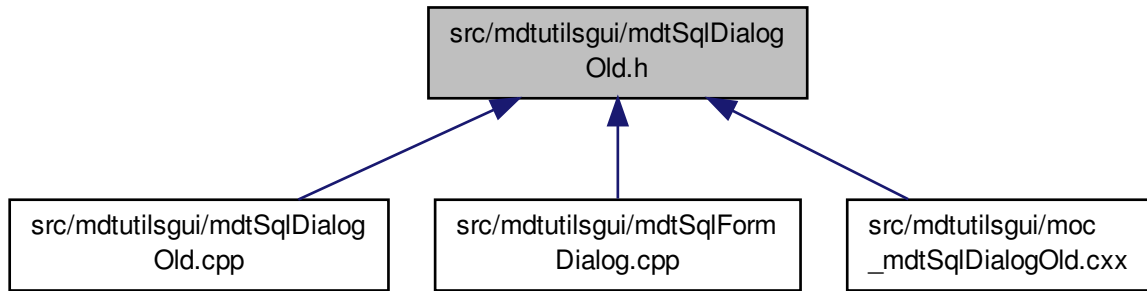 src/mdtutilsgui/mdtSqlDialog
Old.h
src/mdtutilsgui/mdtSqlDialog
Old.cpp
src/mdtutilsgui/mdtSqlForm
Dialog.cpp
src/mdtutilsgui/moc
_mdtSqlDialogOld.cxx